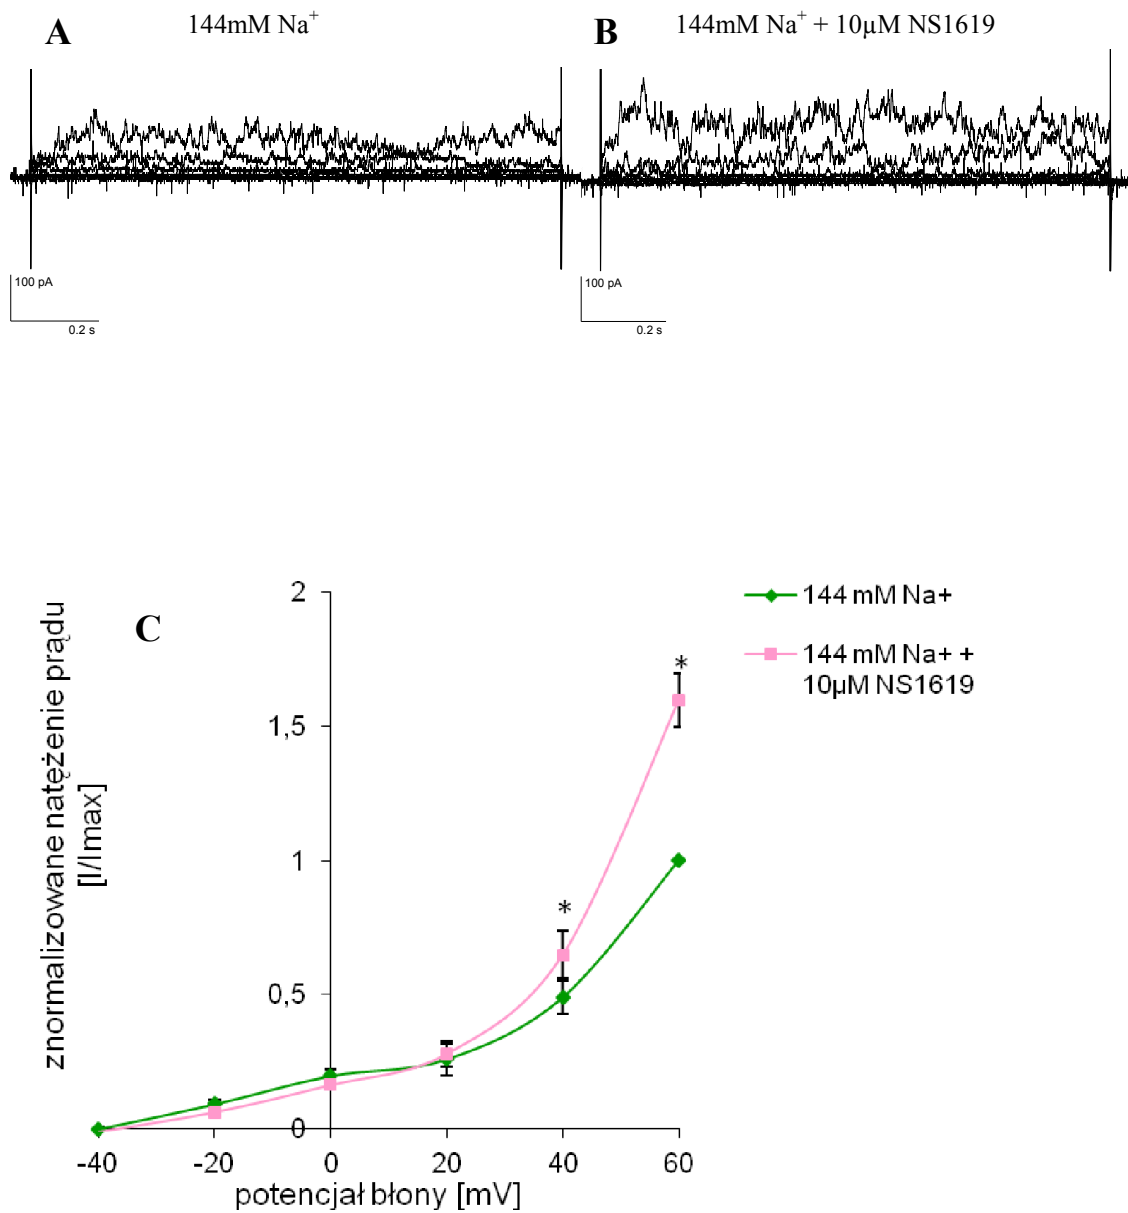 A
144mM Na⁺
B
144mM Na⁺ + 10µM NS1619
100 pA
0.2 s
100 pA
0.2 s
C
znormalizowane natężenie prądu
[I/Imax]
2
1,5
1
0,5
0
-40
-20
0
20
40
60
potencjał błony [mV]
*
*
144 mM Na+
144 mM Na+ +
10µM NS1619